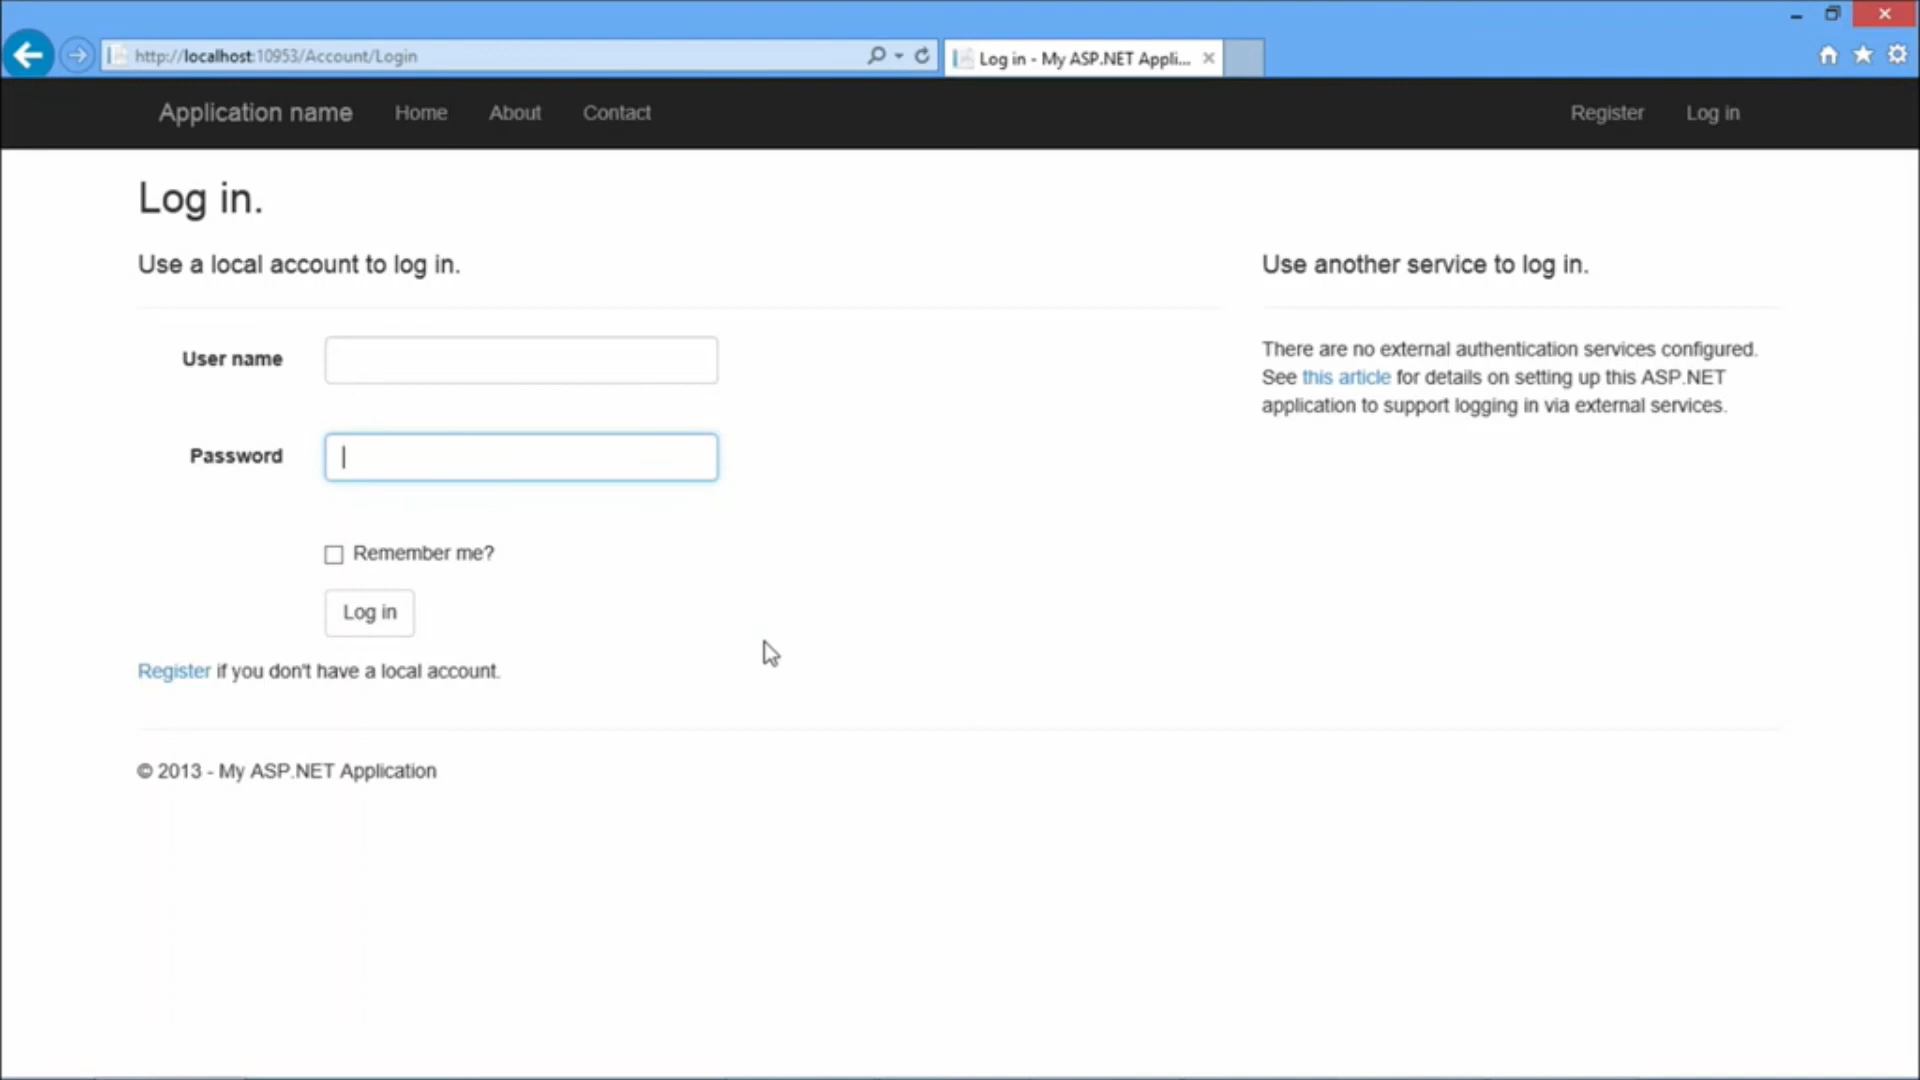 http://localhost:10953/Account/Login
Log in - My ASP.NET Appli...
Application name Home About Contact Register Log in
Log in.
Use a local account to log in.
User name
Password
Remember me?
Log in
Register if you don't have a local account.
Use another service to log in.
There are no external authentication services configured.
See this article for details on setting up this ASP.NET
application to support logging in via external services.
© 2013 - My ASP.NET Application